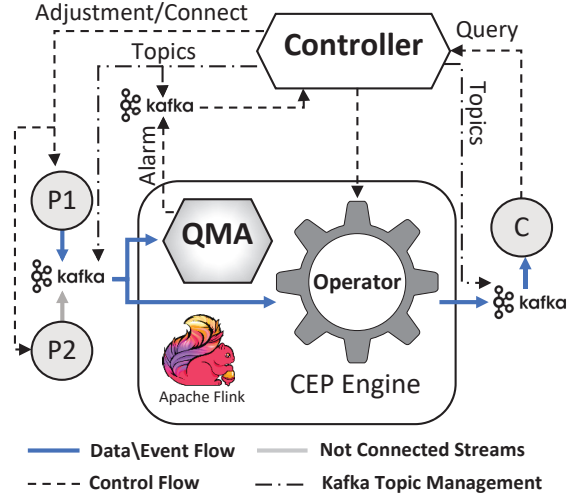 Adjustment/Connect
Controller
Query
Topics
kafka
Topics
Alarm
P1
QMA
C
kafka
Operator
kafka
P2
CEP Engine
Apache Flink
Data\Event Flow
Not Connected Streams
Control Flow
Kafka Topic Management